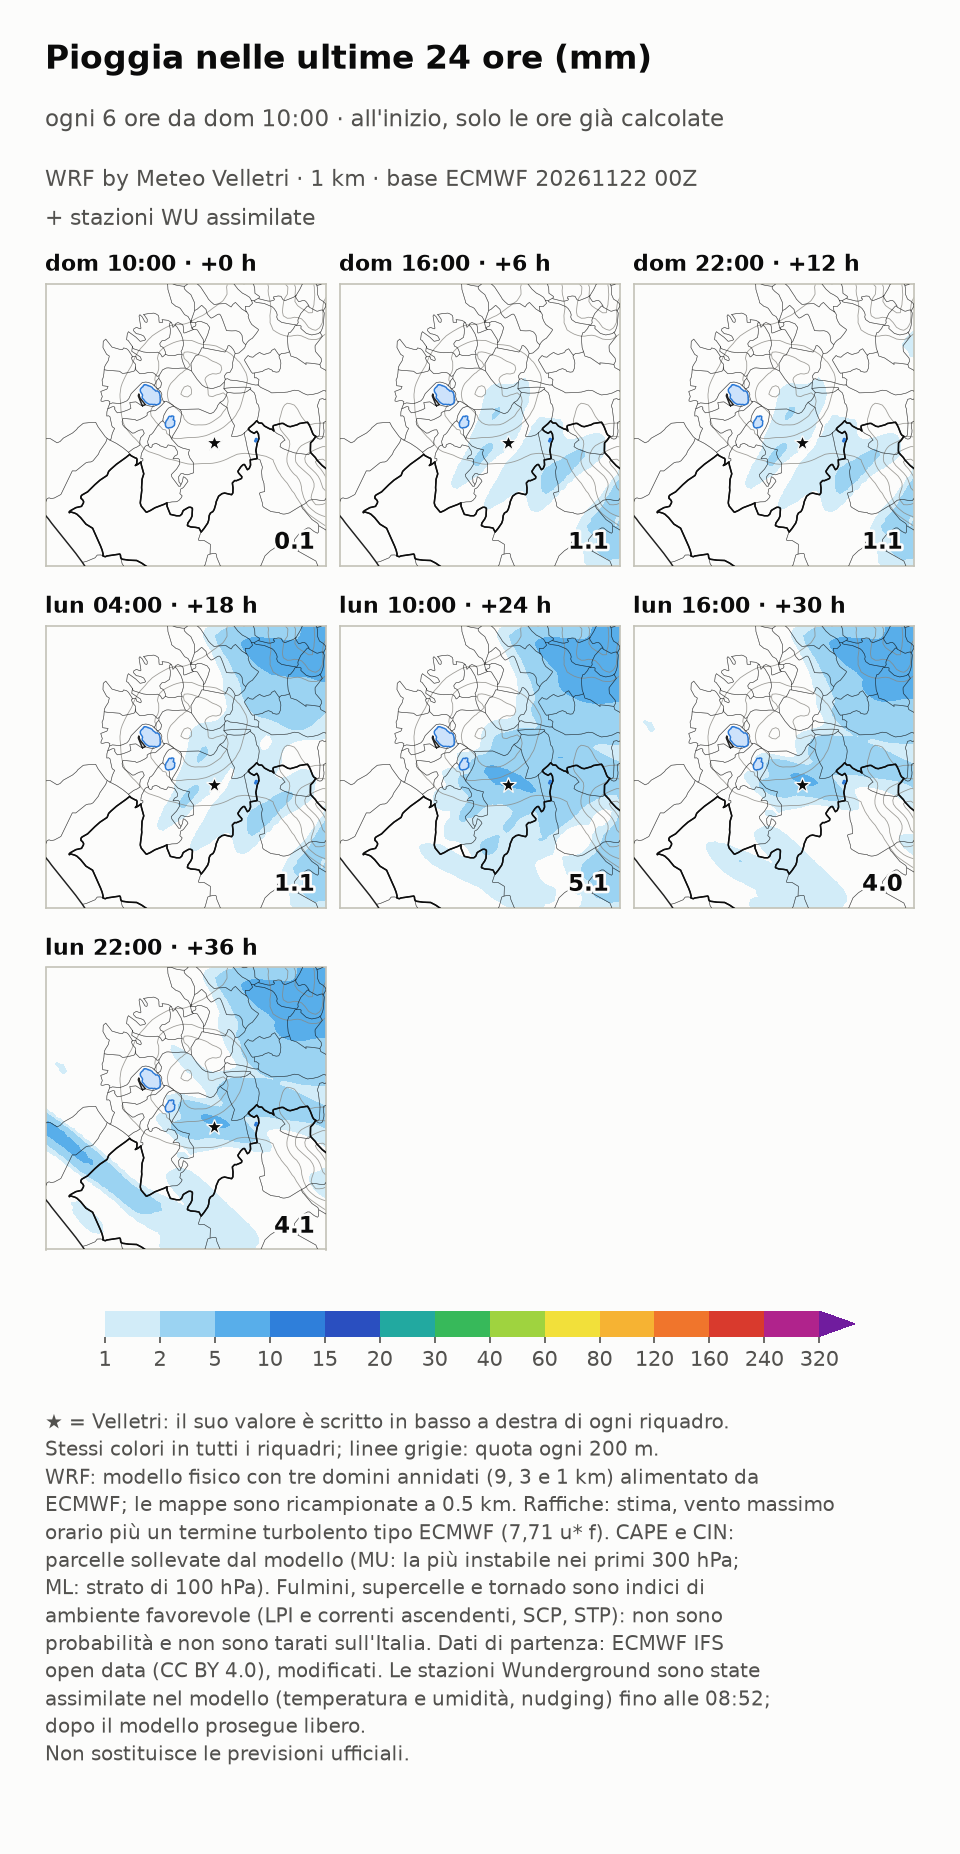 Pioggia nelle ultime 24 ore (mm)
ogni 6 ore da dom 10:00 · all'inizio, solo le ore già calcolate
WRF by Meteo Velletri · 1 km · base ECMWF 20261122 00Z
+ stazioni WU assimilate
dom 10:00 · +0 h
dom 16:00 · +6 h
dom 22:00 · +12 h
0.1
1.1
1.1
lun 04:00 · +18 h
lun 10:00 · +24 h
lun 16:00 · +30 h
1.1
5.1
4.0
lun 22:00 · +36 h
4.1
1 2 5 10 15 20 30 40 60 80 120 160 240 320
★ = Velletri: il suo valore è scritto in basso a destra di ogni riquadro.
Stessi colori in tutti i riquadri; linee grigie: quota ogni 200 m.
WRF: modello fisico con tre domini annidati (9, 3 e 1 km) alimentato da
ECMWF; le mappe sono ricampionate a 0.5 km. Raffiche: stima, vento massimo
orario più un termine turbolento tipo ECMWF (7,71 u* f). CAPE e CIN:
parcelle sollevate dal modello (MU: la più instabile nei primi 300 hPa;
ML: strato di 100 hPa). Fulmini, supercelle e tornado sono indici di
ambiente favorevole (LPI e correnti ascendenti, SCP, STP): non sono
probabilità e non sono tarati sull'Italia. Dati di partenza: ECMWF IFS
open data (CC BY 4.0), modificati. Le stazioni Wunderground sono state
assimilate nel modello (temperatura e umidità, nudging) fino alle 08:52;
dopo il modello prosegue libero.
Non sostituisce le previsioni ufficiali.